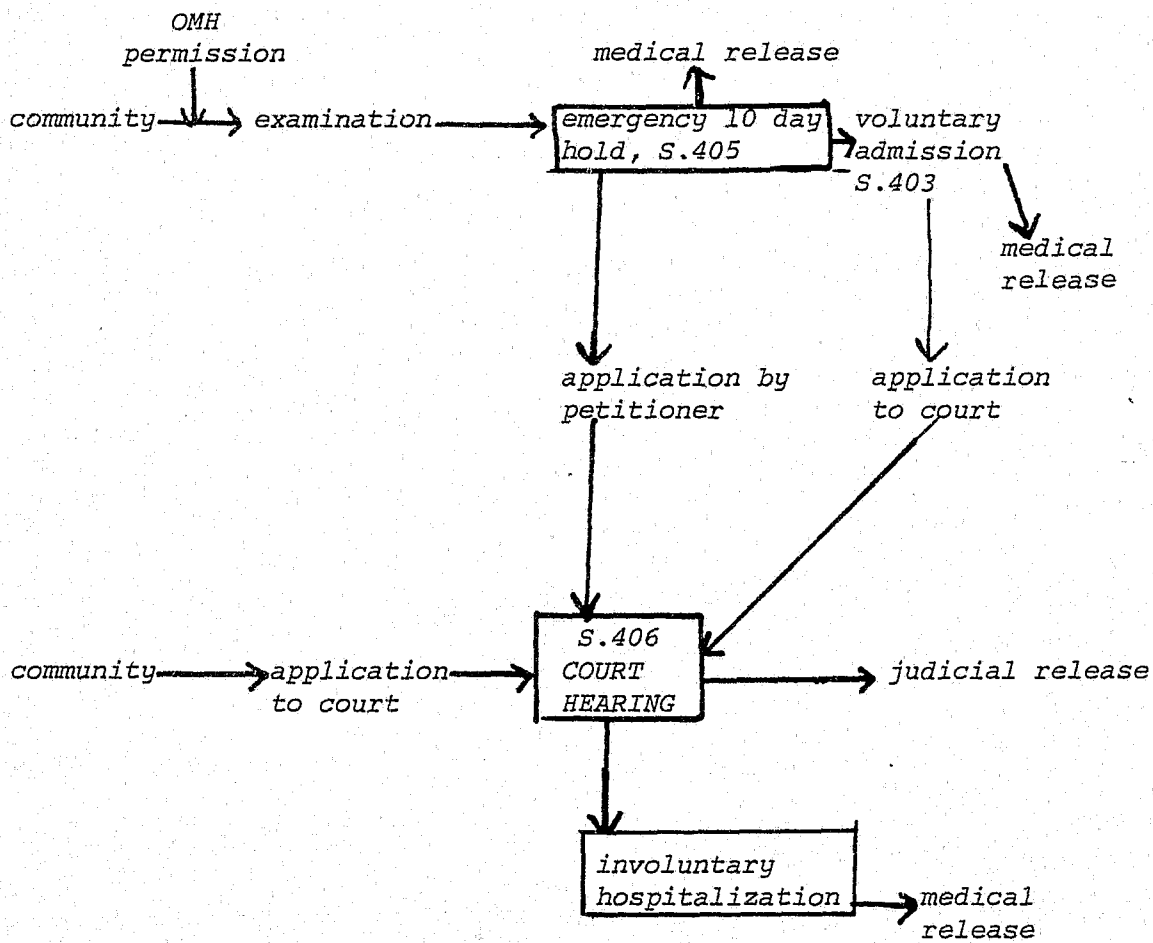 OMH
permission
medical release
community
examination
emergency 10 day
hold, S.405
voluntary
admission
S.403
medical
release
application by
petitioner
application
to court
community
application
to court
S.406
COURT
HEARING
judicial release
involuntary
hospitalization
medical
release